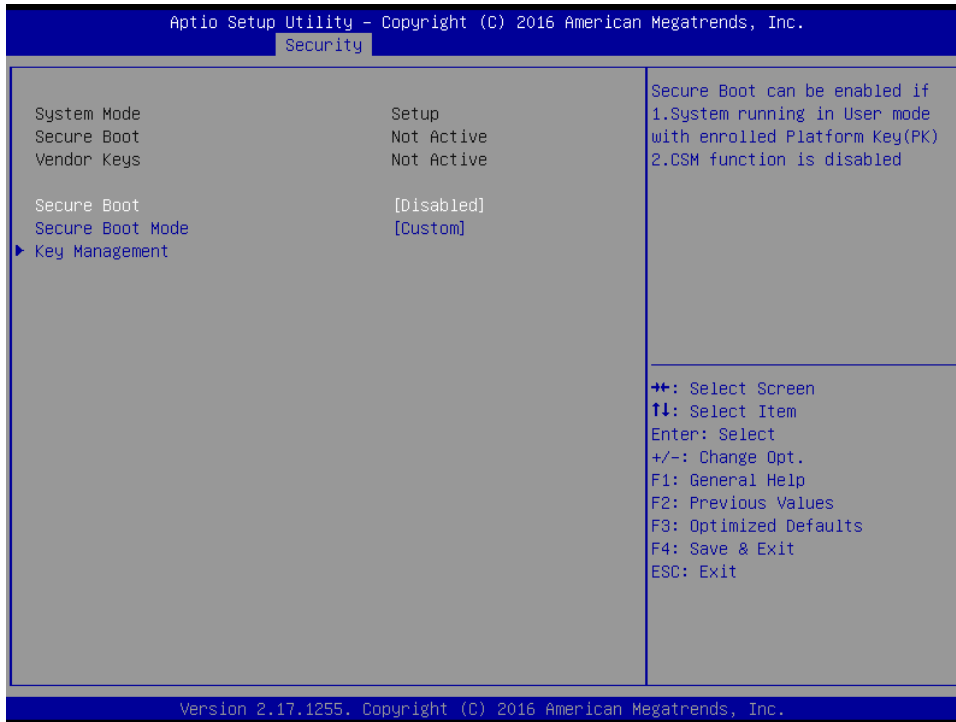 Aptio Setup Utility – Copyright (C) 2016 American Megatrends, Inc.
Security
System Mode Setup
Secure Boot Not Active
Vendor Keys Not Active
Secure Boot [Disabled]
Secure Boot Mode [Custom]
Key Management
Secure Boot can be enabled if
1.System running in User mode
with enrolled Platform Key(PK)
2.CSM function is disabled
→←: Select Screen
↑↓: Select Item
Enter: Select
+/-: Change Opt.
F1: General Help
F2: Previous Values
F3: Optimized Defaults
F4: Save & Exit
ESC: Exit
Version 2.17.1255. Copyright (C) 2016 American Megatrends, Inc.